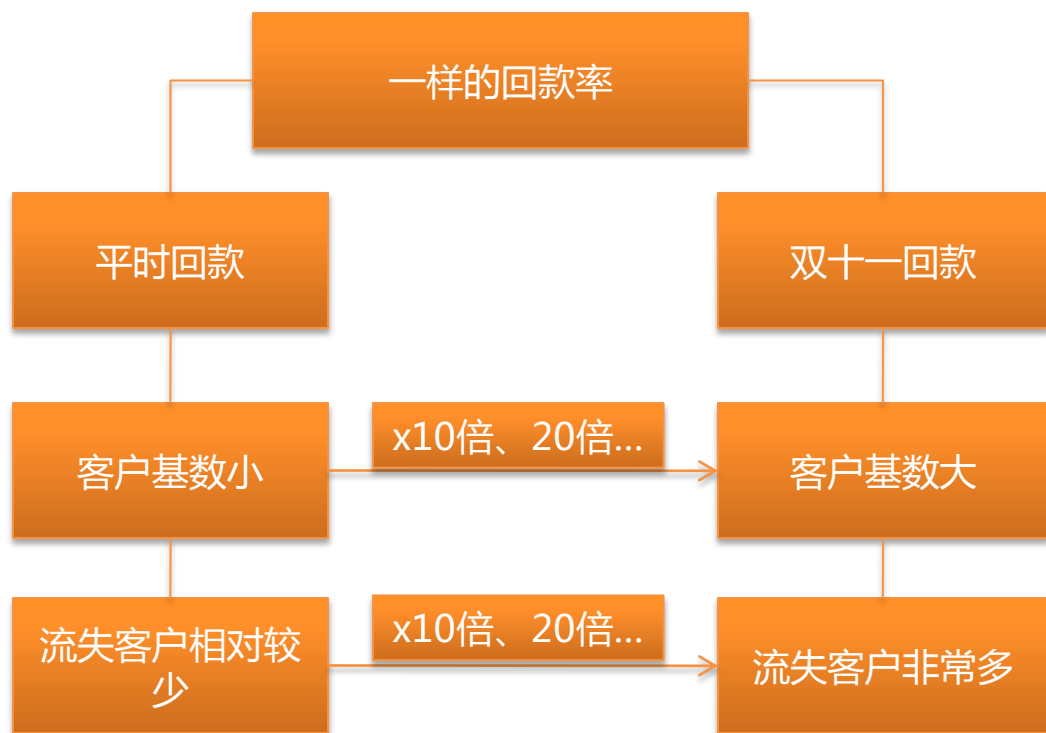 一样的回款率
平时回款
双十一回款
客户基数小
x10倍、20倍...
客户基数大
流失客户相对较
少
x10倍、20倍...
流失客户非常多